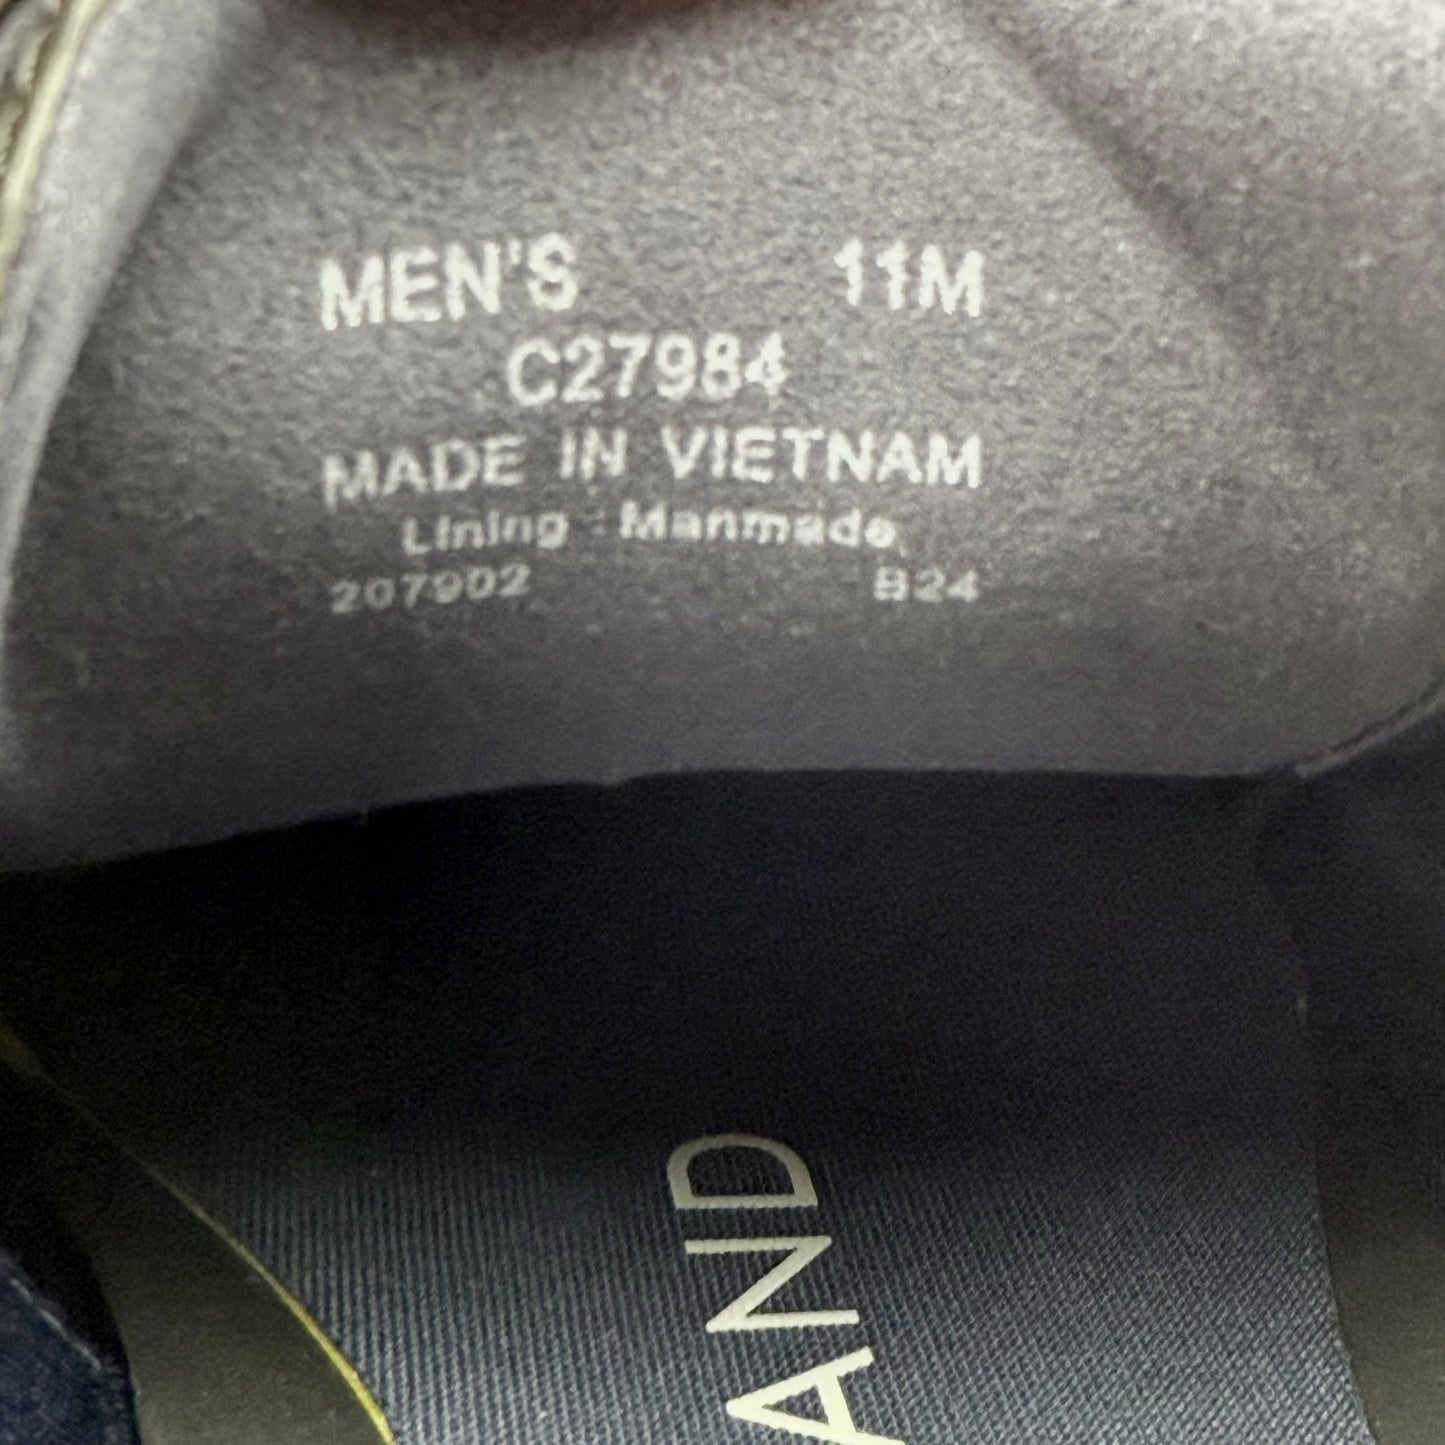 MEN'S 11M
C27984
MADE IN VIETNAM
Lining : Manmade
207902 B24
AND